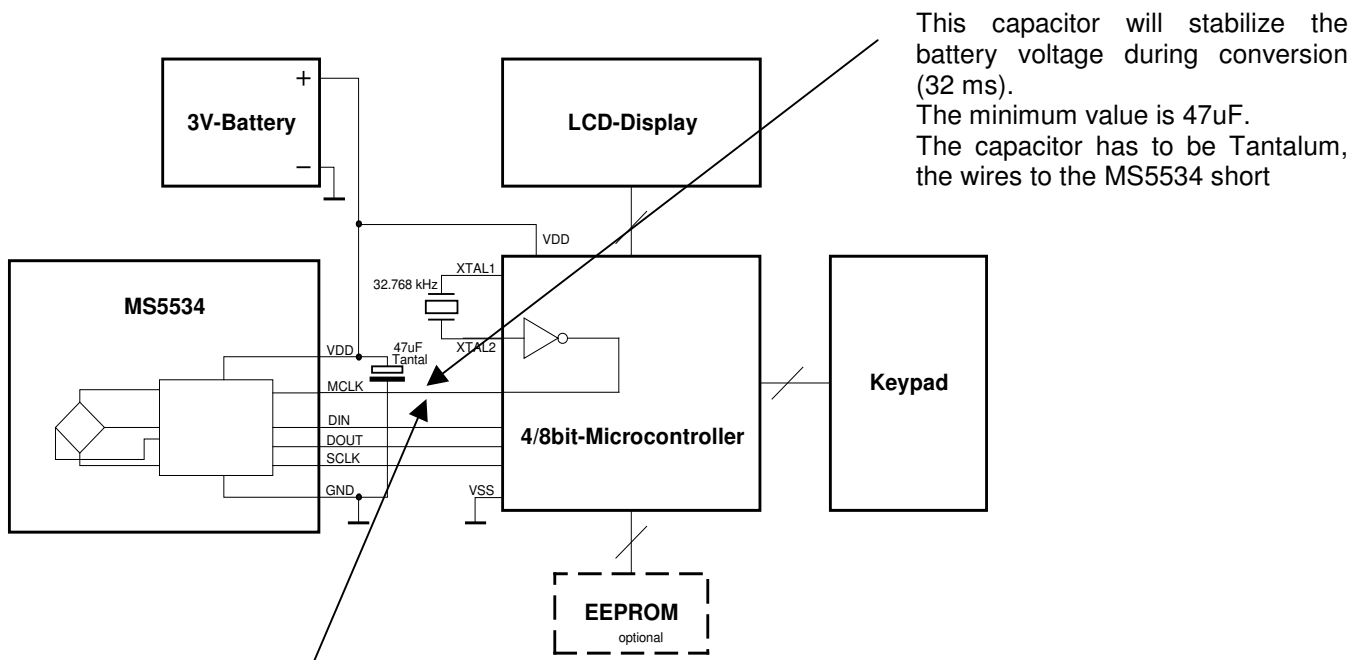 This capacitor will stabilize the
battery voltage during conversion
(32 ms).
The minimum value is 47uF.
The capacitor has to be Tantalum,
the wires to the MS5534 short
+
3V-Battery
−
LCD-Display
VDD
XTAL1
32.768 kHz
XTAL2
MS5534
VDD
47uF
Tantal
MCLK
DIN
DOUT
SCLK
GND
VSS
4/8bit-Microcontroller
Keypad
EEPROM
optional